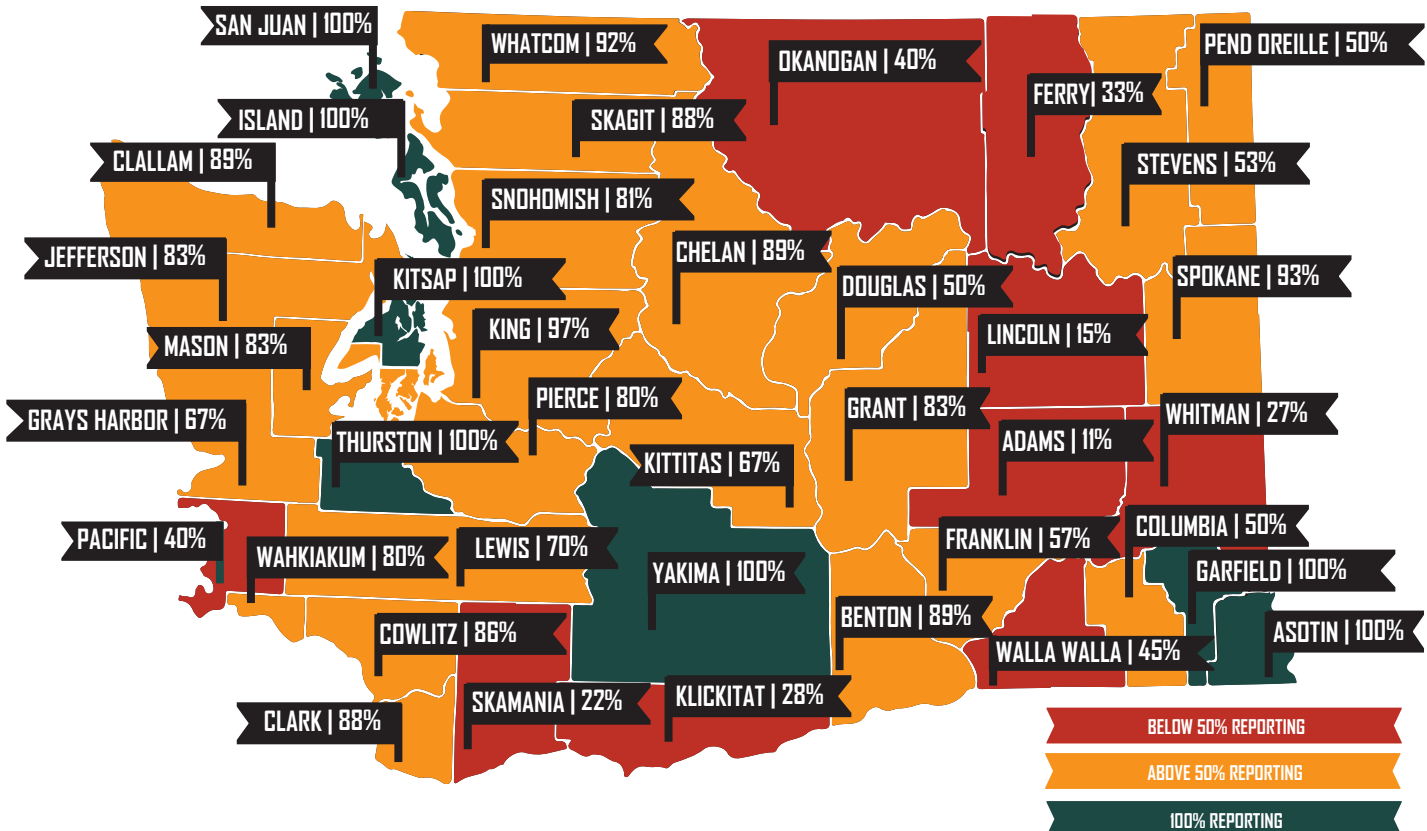 SAN JUAN | 100%
WHATCOM | 92%
OKANOGAN | 40%
PEND OREILLE | 50%
FERRY| 33%
ISLAND | 100%
SKAGIT | 88%
CLALLAM | 89%
STEVENS | 53%
SNOHOMISH | 81%
CHELAN | 89%
JEFFERSON | 83%
KITSAP | 100%
DOUGLAS | 50%
SPOKANE | 93%
KING | 97%
LINCOLN | 15%
MASON | 83%
PIERCE | 80%
GRANT | 83%
WHITMAN | 27%
GRAYS HARBOR | 67%
THURSTON | 100%
ADAMS | 11%
KITTITAS | 67%
COLUMBIA | 50%
PACIFIC | 40%
FRANKLIN | 57%
LEWIS | 70%
WAHKIAKUM | 80%
YAKIMA | 100%
GARFIELD | 100%
BENTON | 89%
COWLITZ | 86%
ASOTIN | 100%
WALLA WALLA | 45%
SKAMANIA | 22%
KLICKITAT | 28%
CLARK | 88%
BELOW 50% REPORTING
ABOVE 50% REPORTING
100% REPORTING